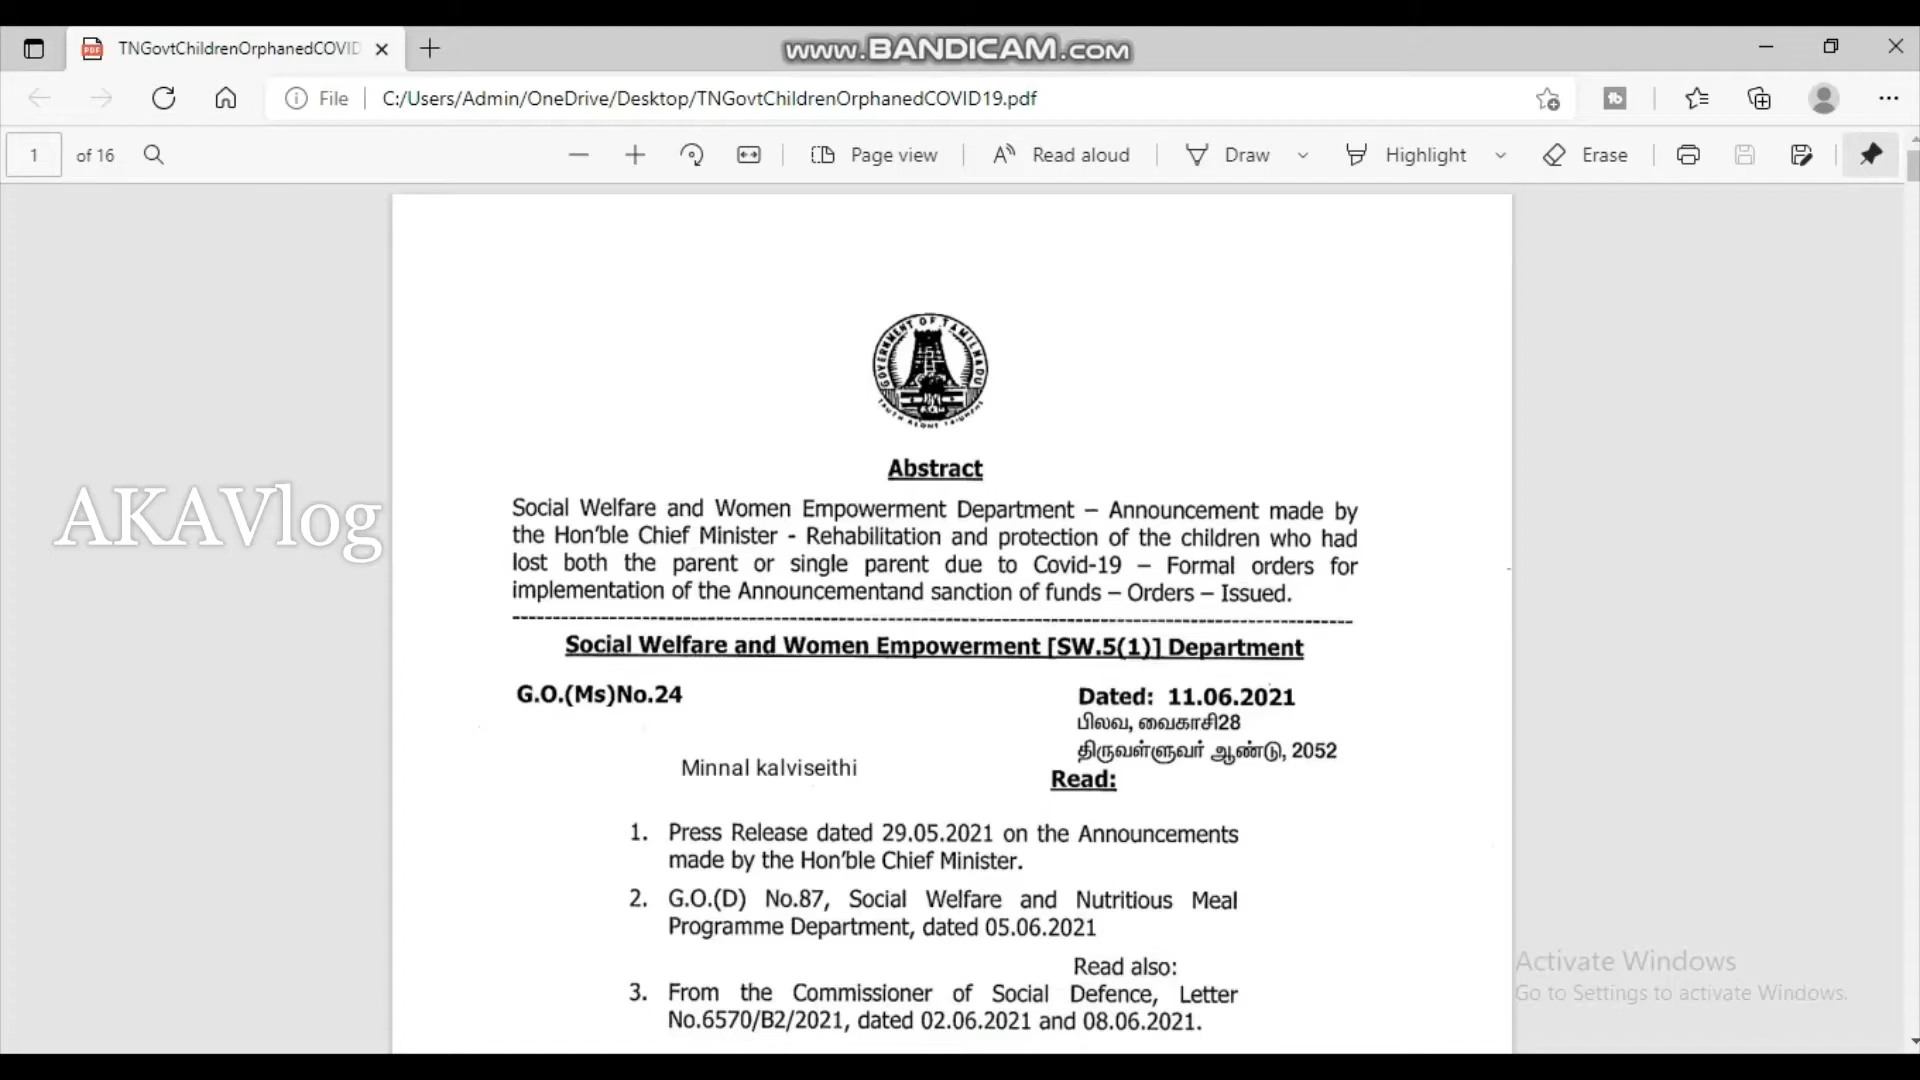 TNGovtChildrenOrphanedCOVID
www.BANDICAM.com
File
C:/Users/Admin/OneDrive/Desktop/TNGovtChildrenOrphanedCOVID19.pdf
1 of 16
Page view
Read aloud
Draw
Highlight
Erase
GOVERNMENT OF TAMILNADU
TRUTH ALONE TRIUMPHS
Abstract
Social Welfare and Women Empowerment Department – Announcement made by
the Hon'ble Chief Minister - Rehabilitation and protection of the children who had
lost both the parent or single parent due to Covid-19 – Formal orders for
implementation of the Announcementand sanction of funds – Orders – Issued.
Social Welfare and Women Empowerment [SW.5(1)] Department
G.O.(Ms)No.24
Dated: 11.06.2021
பிலவ, வைகாசி28
திருவள்ளுவர் ஆண்டு, 2052
Minnal kalviseithi
Read:
1. Press Release dated 29.05.2021 on the Announcements
made by the Hon'ble Chief Minister.
2. G.O.(D) No.87, Social Welfare and Nutritious Meal
Programme Department, dated 05.06.2021
Read also:
3. From the Commissioner of Social Defence, Letter
No.6570/B2/2021, dated 02.06.2021 and 08.06.2021.
AKAVlog
Activate Windows
Go to Settings to activate Windows.